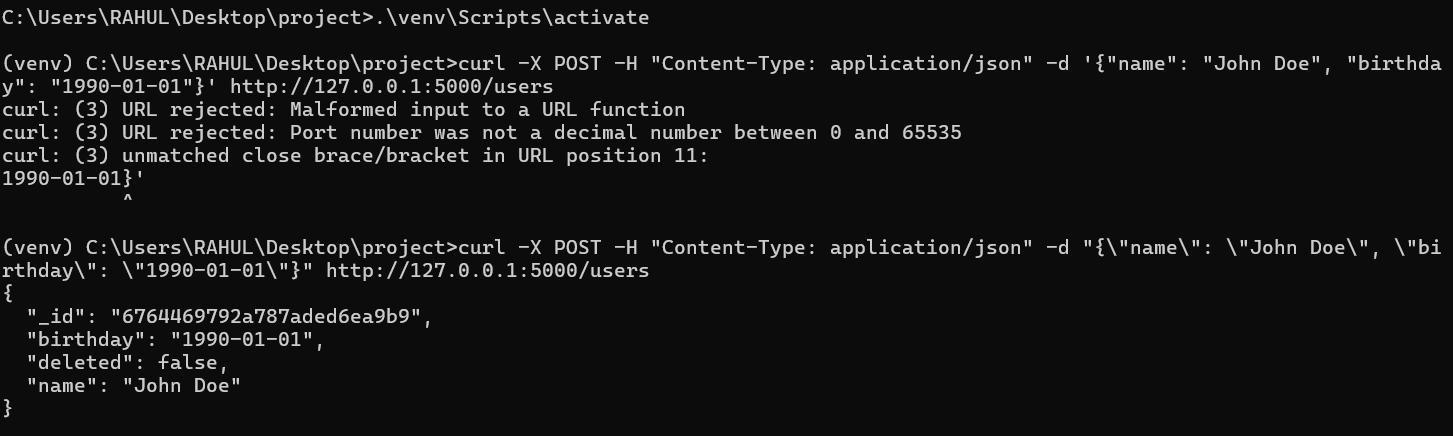 C:\Users\RAHUL\Desktop\project>.\venv\Scripts\activate
(venv) C:\Users\RAHUL\Desktop\project>curl -X POST -H "Content-Type: application/json" -d '{"name": "John Doe", "birthda
y": "1990-01-01"}' http://127.0.0.1:5000/users
curl: (3) URL rejected: Malformed input to a URL function
curl: (3) URL rejected: Port number was not a decimal number between 0 and 65535
curl: (3) unmatched close brace/bracket in URL position 11:
1990-01-01}'
          ^
(venv) C:\Users\RAHUL\Desktop\project>curl -X POST -H "Content-Type: application/json" -d "{\"name\": \"John Doe\", \"bi
rthday\": \"1990-01-01\"}" http://127.0.0.1:5000/users
{
  "_id": "6764469792a787aded6ea9b9",
  "birthday": "1990-01-01",
  "deleted": false,
  "name": "John Doe"
}